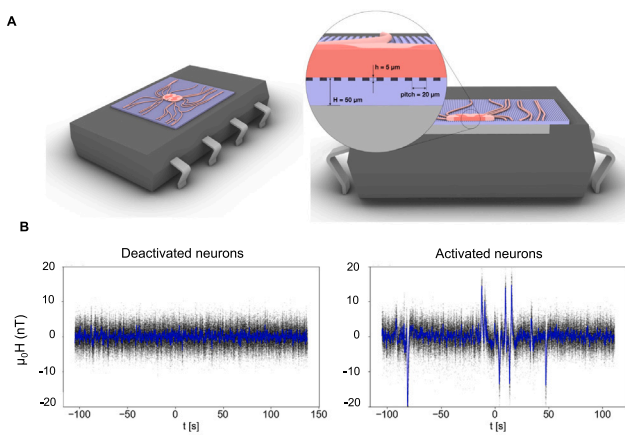 A
h = 5 µm
H = 50 µm
pitch = 20 µm
B
Deactivated neurons
Activated neurons
µ₀H (nT)
20
10
0
-10
-20
−100
−50
0
50
100
150
t [s]
20
10
0
-10
-20
−100
−50
0
50
100
t [s]